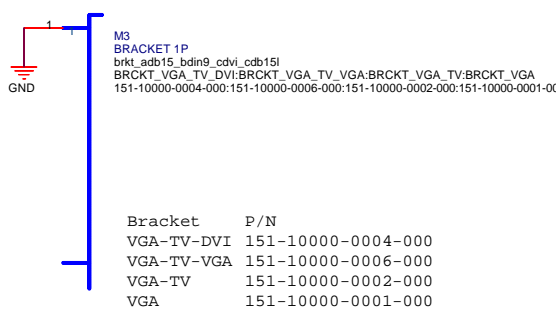 1
1
GND
M3
BRACKET 1P
brkt_adb15_bdin9_cdvi_cdb15l
BRCKT_VGA_TV_DVI:BRCKT_VGA_TV_VGA:BRCKT_VGA_TV:BRCKT_VGA
151-10000-0004-000:151-10000-0006-000:151-10000-0002-000:151-10000-0001-00
Bracket P/N
VGA-TV-DVI 151-10000-0004-000
VGA-TV-VGA 151-10000-0006-000
VGA-TV 151-10000-0002-000
VGA 151-10000-0001-000